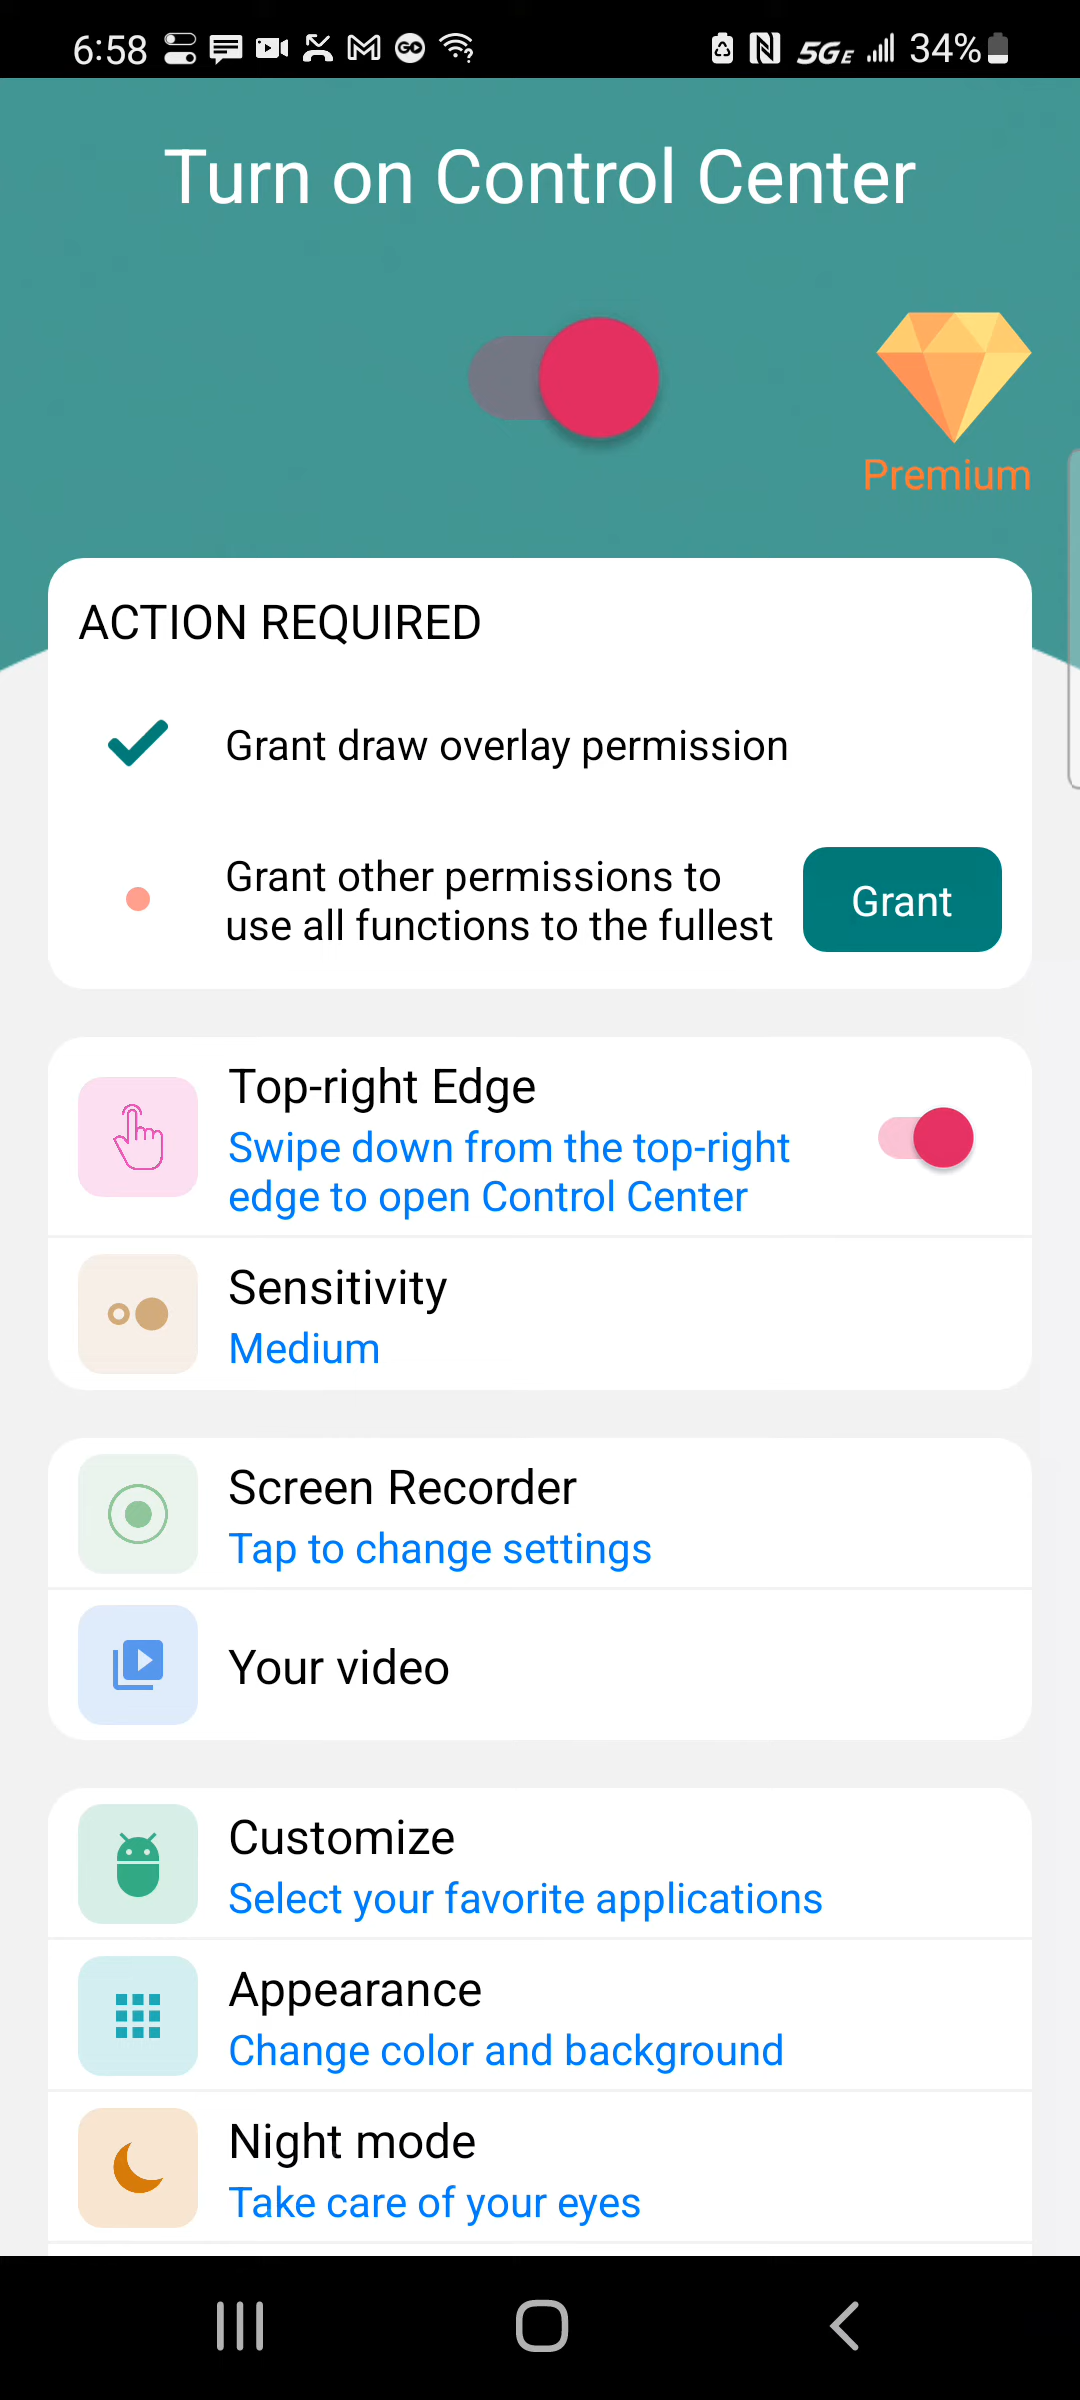 6:58 GO 5GE 34%
Turn on Control Center
Premium
ACTION REQUIRED
Grant draw overlay permission
Grant other permissions to
use all functions to the fullest
Grant
Top-right Edge
Swipe down from the top-right
edge to open Control Center
Sensitivity
Medium
Screen Recorder
Tap to change settings
Your video
Customize
Select your favorite applications
Appearance
Change color and background
Night mode
Take care of your eyes